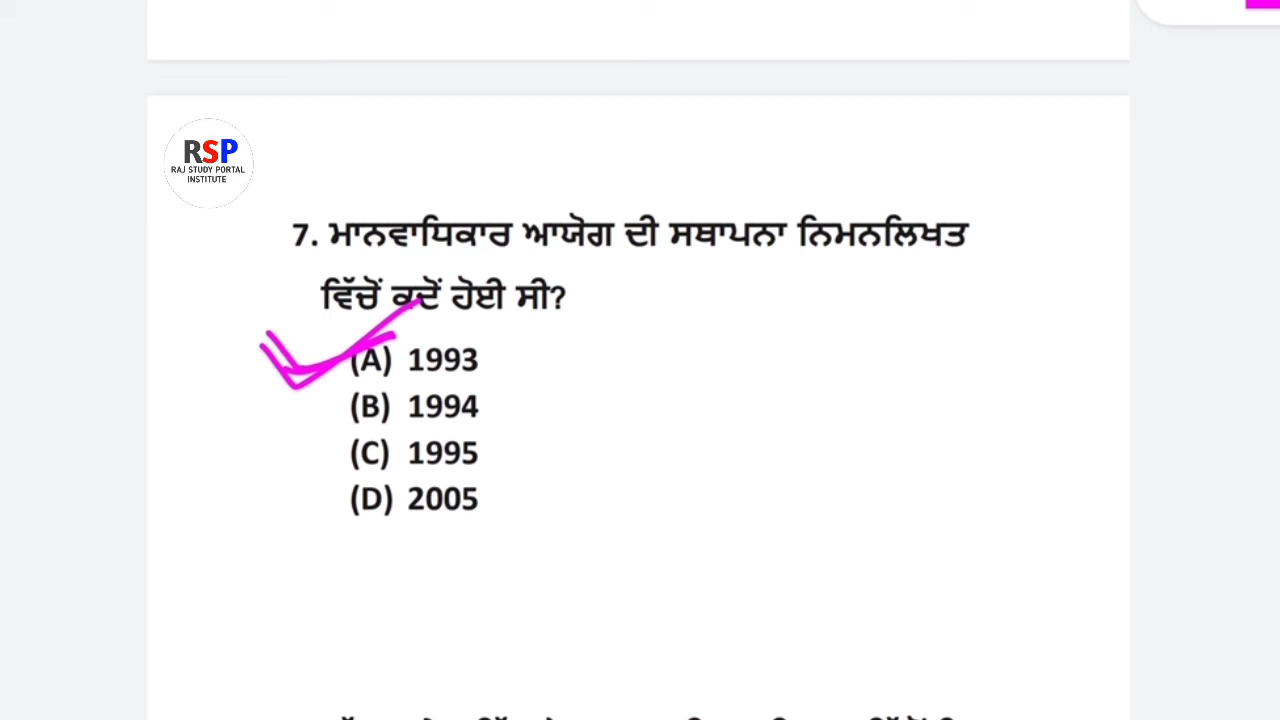 RSP
RAJ STUDY PORTAL
INSTITUTE
7. ਮਾਨਵਾਧਿਕਾਰ ਆਯੋਗ ਦੀ ਸਥਾਪਨਾ ਨਿਮਨਲਿਖਤ
ਵਿੱਚੋਂ ਕਦੋਂ ਹੋਈ ਸੀ?
(A) 1993
(B) 1994
(C) 1995
(D) 2005